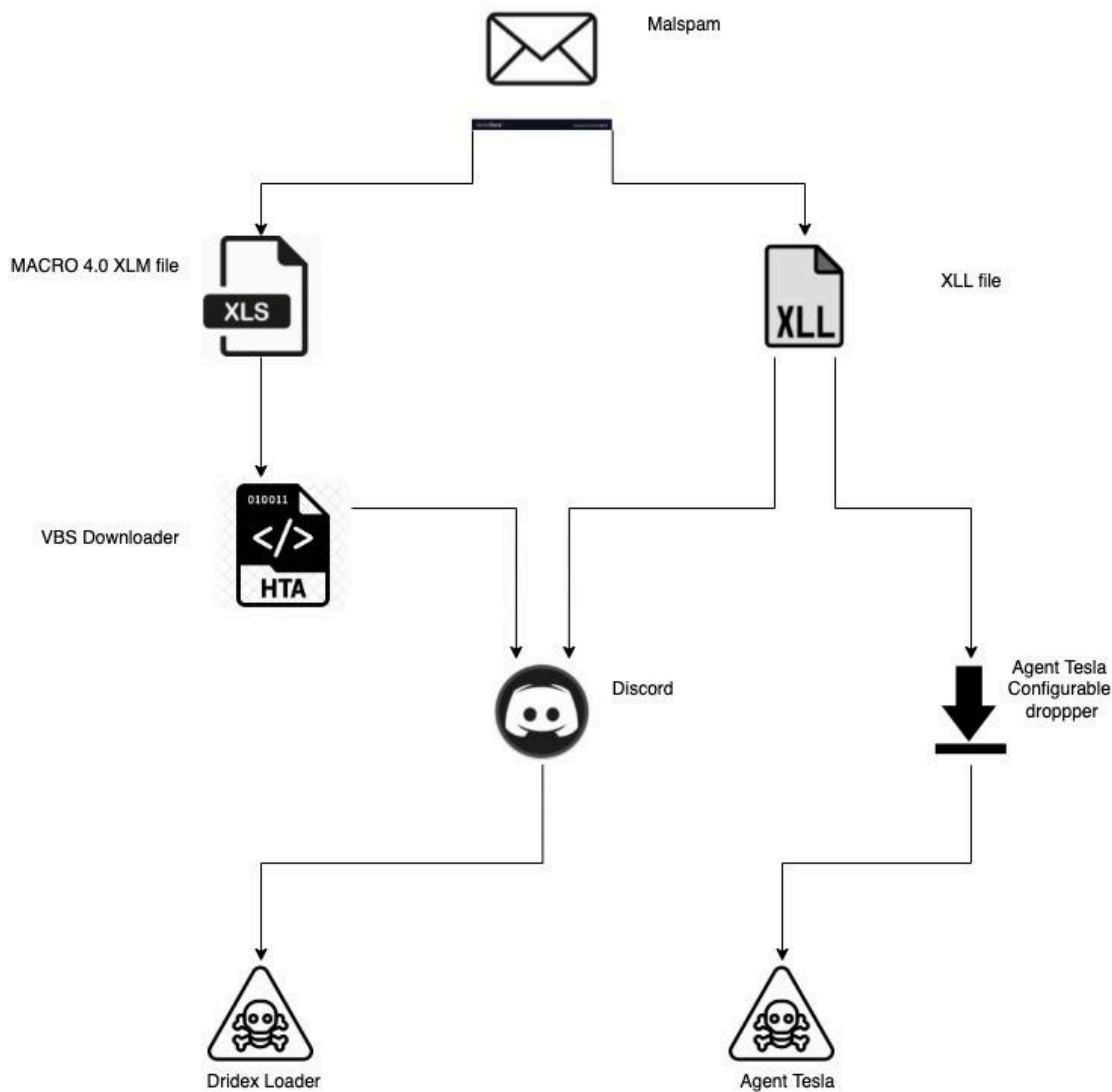 Malspam
MACRO 4.0 XLM file
XLS
XLL
XLL file
VBS Downloader
010011
</>
HTA
Discord
Agent Tesla
Configurable
droppper
Dridex Loader
Agent Tesla